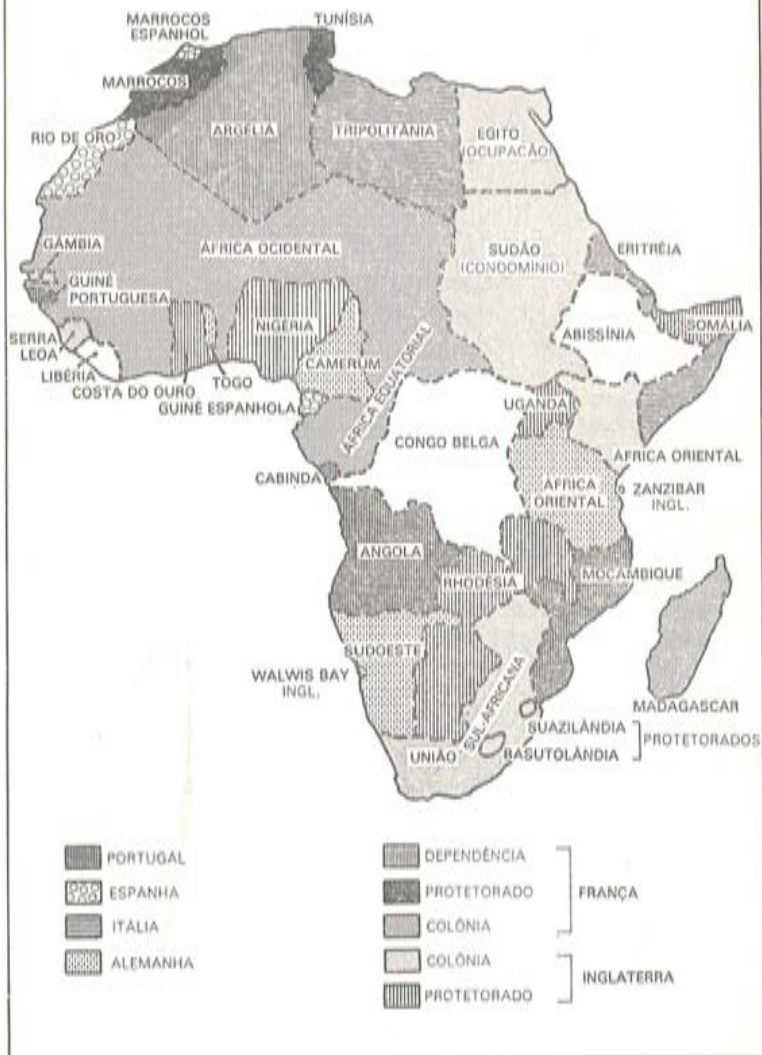 MARROCOS
ESPANHOL
TUNÍSIA
MARROCOS
RIO DE ORO
ARGÉLIA
TRIPOLITÂNIA
EGITO
(OCUPAÇÃO)
GÂMBIA
ÁFRICA OCIDENTAL
SUDÃO
(CONDOMÍNIO)
ERITRÉIA
GUINÉ
PORTUGUESA
NIGÉRIA
ABISSÍNIA
SOMÁLIA
SERRA
LEOA
LIBÉRIA
CAMERUM
TOGO
COSTA DO OURO
GUINÉ ESPANHOLA
ÁFRICA EQUATORIAL
UGANDA
CONGO BELGA
ÁFRICA ORIENTAL
CABINDA
ÁFRICA
ORIENTAL
ZANZIBAR
INGL.
ANGOLA
RHODÉSIA
MOÇAMBIQUE
SUDOESTE
WALWIS BAY
INGL.
MADAGASCAR
SUAZILÂNDIA
PROTETORADOS
UNIÃO SUL-AFRICANA
BASUTOLÂNDIA
PORTUGAL
ESPANHA
ITÁLIA
ALEMANHA
DEPENDÊNCIA
PROTETORADO
FRANÇA
COLÔNIA
COLÔNIA
INGLATERRA
PROTETORADO